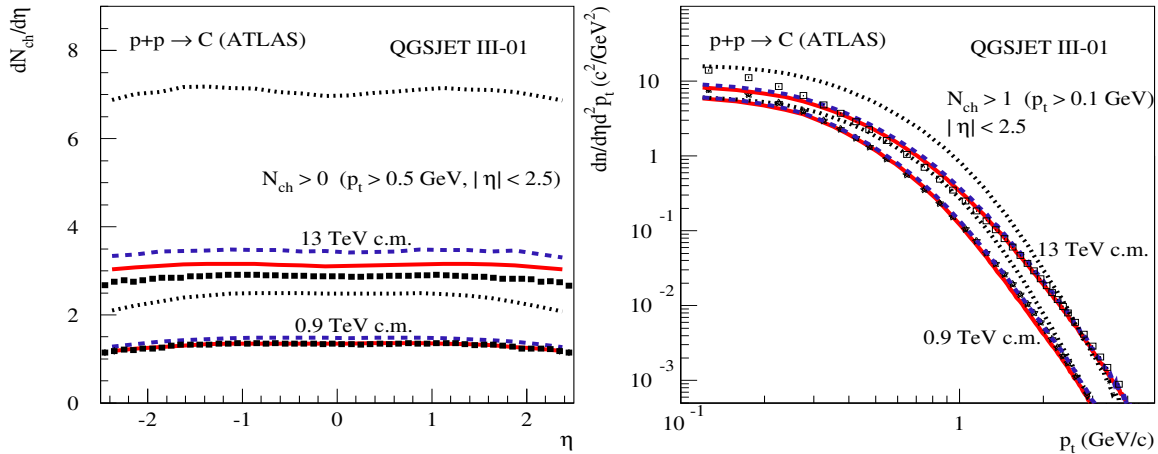 dN_ch/dη
8
6
4
2
0
-2
-1
0
1
2
η
p+p → C (ATLAS)
QGSJET III-01
N_ch > 0 (p_t > 0.5 GeV, | η | < 2.5)
13 TeV c.m.
0.9 TeV c.m.
dn/dηd²p_t (c²/GeV²)
10
1
10⁻¹
10⁻²
10⁻³
10⁻¹
1
p_t (GeV/c)
p+p → C (ATLAS)
QGSJET III-01
N_ch > 1 (p_t > 0.1 GeV)
| η | < 2.5
13 TeV c.m.
0.9 TeV c.m.